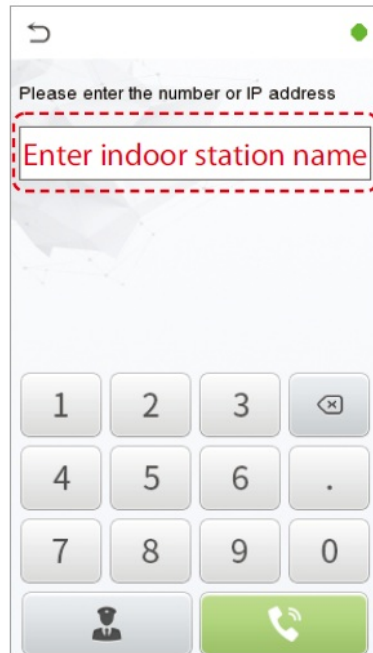 Please enter the number or IP address
Enter indoor station name
1 2 3
4 5 6 .
7 8 9 0